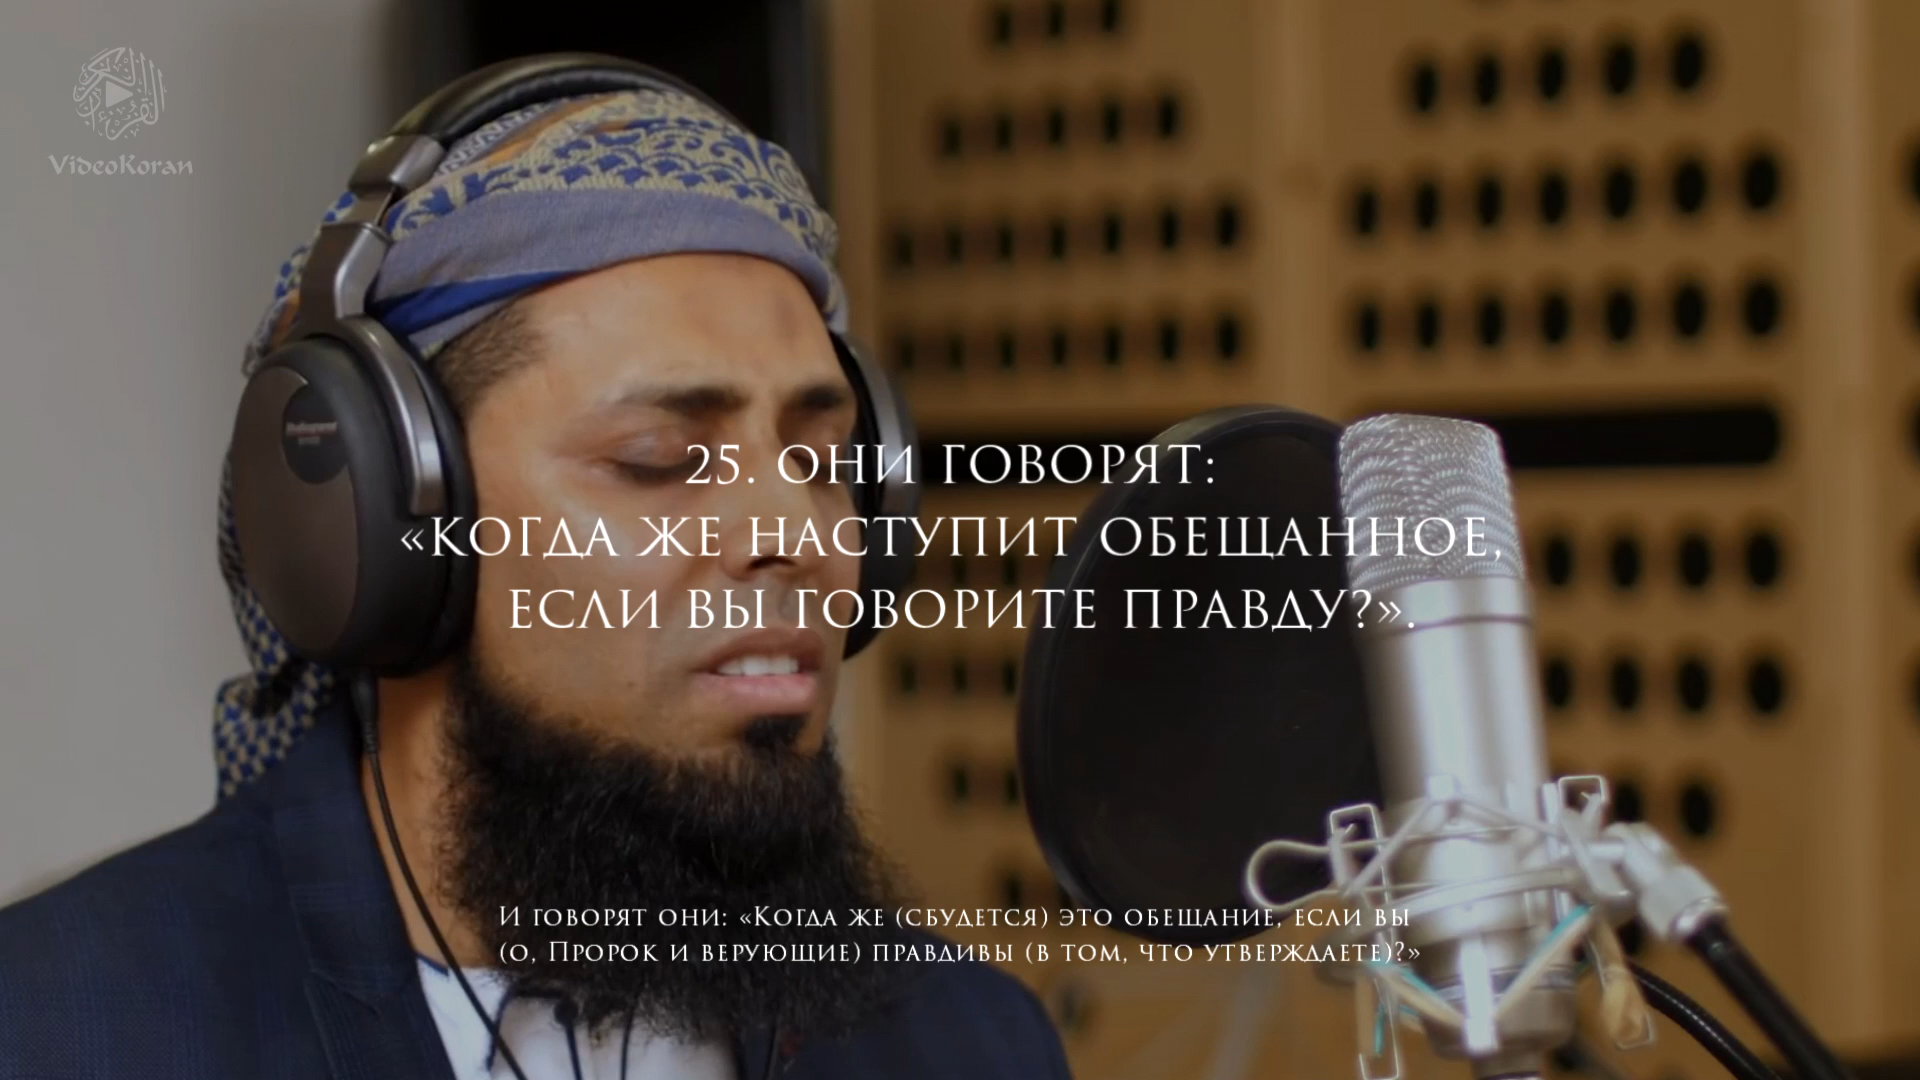 VideoKoran
25. ОНИ ГОВОРЯТ:
«КОГДА ЖЕ НАСТУПИТ ОБЕЩАННОЕ,
ЕСЛИ ВЫ ГОВОРИТЕ ПРАВДУ?».
И ГОВОРЯТ ОНИ: «КОГДА ЖЕ (СБУДЕТСЯ) ЭТО ОБЕЩАНИЕ, ЕСЛИ ВЫ
(О, ПРОРОК И ВЕРУЮЩИЕ) ПРАВДИВЫ (В ТОМ, ЧТО УТВЕРЖДАЕТЕ)?»